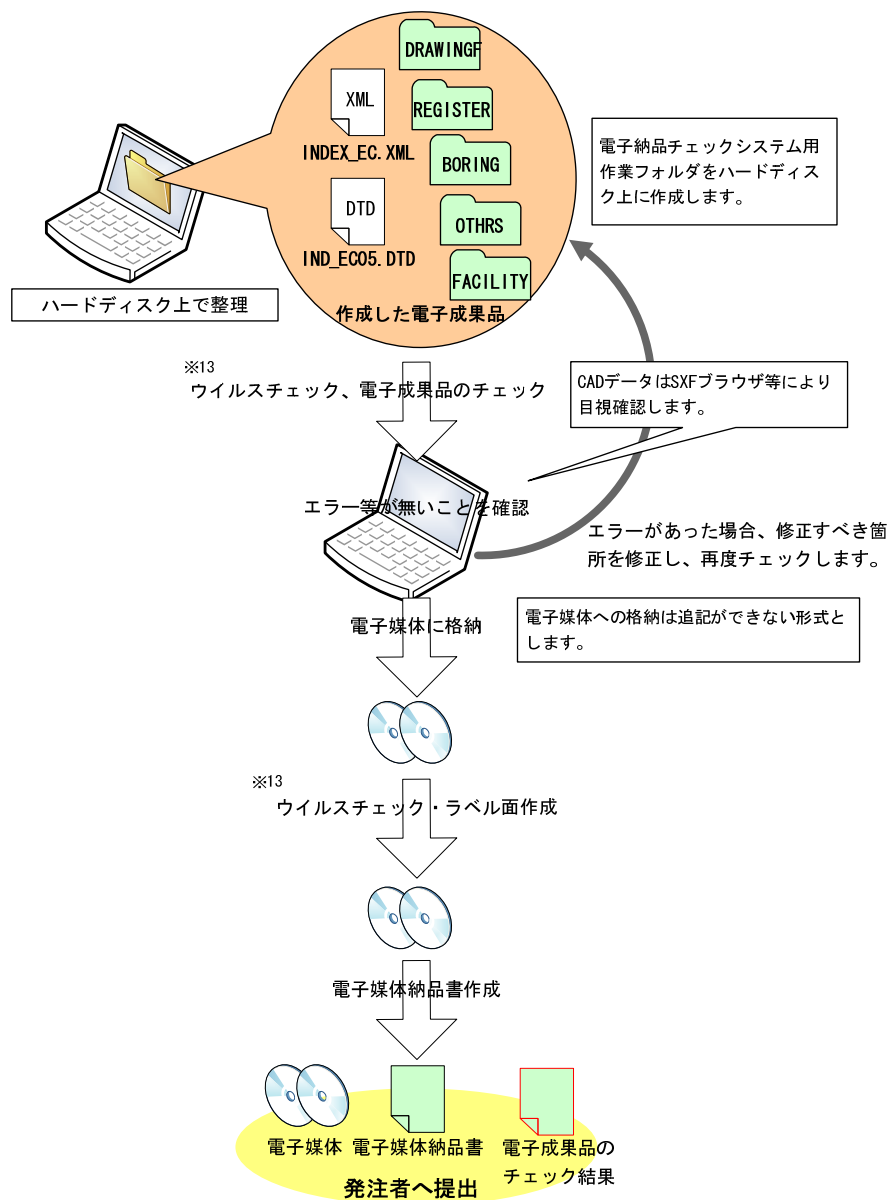 DRAWINGF
XML
REGISTER
INDEX_EC.XML
BORING
DTD
OTHRS
IND_EC05.DTD
FACILITY
作成した電子成果品
ハードディスク上で整理
電子納品チェックシステム用
作業フォルダをハードディス
ク上に作成します。
※13
ウイルスチェック、電子成果品のチェック
CADデータはSXFブラウザ等により
目視確認します。
エラー等が無いことを確認
エラーがあった場合、修正すべき箇
所を修正し、再度チェックします。
電子媒体に格納
電子媒体への格納は追記ができない形式と
します。
※13
ウイルスチェック・ラベル面作成
電子媒体納品書作成
電子媒体
電子媒体納品書
電子成果品の
チェック結果
発注者へ提出